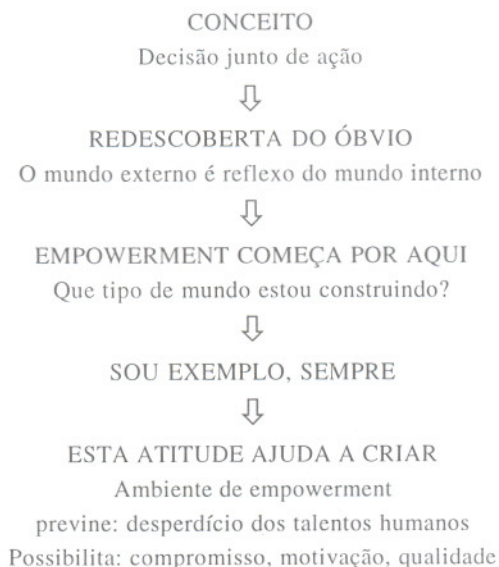 CONCEITO
Decisão junto de ação
REDESCOBERTA DO ÓBVIO
O mundo externo é reflexo do mundo interno
EMPOWERMENT COMEÇA POR AQUI
Que tipo de mundo estou construindo?
SOU EXEMPLO, SEMPRE
ESTA ATITUDE AJUDA A CRIAR
Ambiente de empowerment
previne: desperdício dos talentos humanos
Possibilita: compromisso, motivação, qualidade